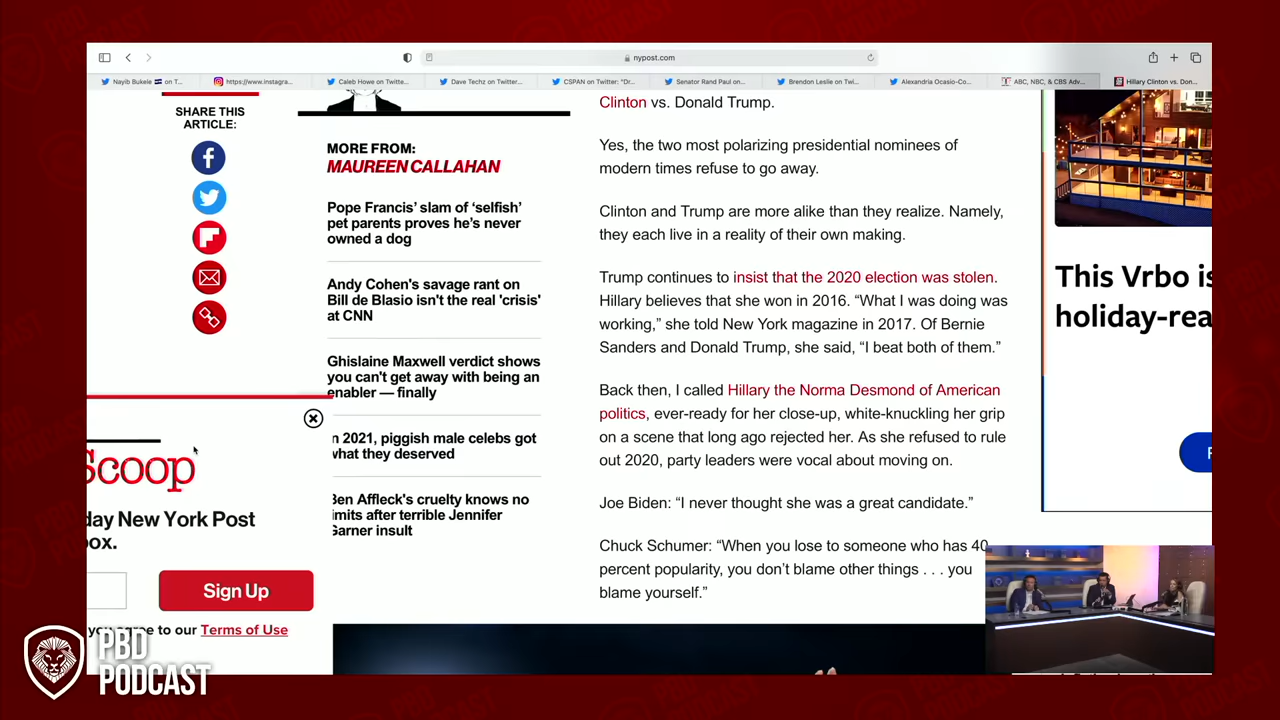 nypost.com
Nayib Bukele 🇸🇻 on T...
https://www.instagra...
Caleb Howe on Twitte...
Dave Techz on Twitter...
CSPAN on Twitter: "Dr...
Senator Rand Paul on...
Brendon Leslie on Twi...
Alexandria Ocasio-Co...
ABC, NBC, & CBS Adv...
Hillary Clinton vs. Don...
SHARE THIS
ARTICLE:
MORE FROM:
MAUREEN CALLAHAN
Pope Francis’ slam of ‘selfish’
pet parents proves he’s never
owned a dog
Andy Cohen's savage rant on
Bill de Blasio isn't the real 'crisis'
at CNN
Ghislaine Maxwell verdict shows
you can't get away with being an
enabler — finally
n 2021, piggish male celebs got
what they deserved
Ben Affleck's cruelty knows no
imits after terrible Jennifer
Garner insult
Clinton vs. Donald Trump.
Yes, the two most polarizing presidential nominees of
modern times refuse to go away.
Clinton and Trump are more alike than they realize. Namely,
they each live in a reality of their own making.
Trump continues to insist that the 2020 election was stolen.
Hillary believes that she won in 2016. “What I was doing was
working,” she told New York magazine in 2017. Of Bernie
Sanders and Donald Trump, she said, “I beat both of them.”
Back then, I called Hillary the Norma Desmond of American
politics, ever-ready for her close-up, white-knuckling her grip
on a scene that long ago rejected her. As she refused to rule
out 2020, party leaders were vocal about moving on.
Joe Biden: “I never thought she was a great candidate.”
Chuck Schumer: “When you lose to someone who has 40
percent popularity, you don’t blame other things . . . you
blame yourself.”
This Vrbo is
holiday-rea
Scoop
day New York Post
box.
Sign Up
you agree to our Terms of Use
PBD
PODCAST